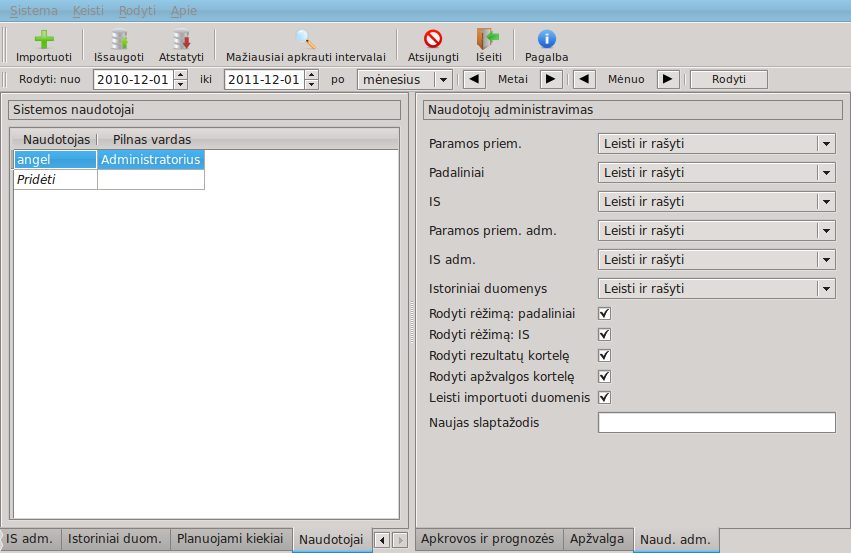 Sistema Keisti Rodyti Apie
Importuoti Išsaugoti Atstatyti Mažiausiai apkrauti intervalai Atsijungti Išeiti Pagalba
Rodyti: nuo 2010-12-01 iki 2011-12-01 po mėnesius Metai Mėnuo Rodyti
Sistemos naudotojai
Naudotojas Pilnas vardas
angel Administratorius
Pridėti
IS adm. Istoriniai duom. Planuojami kiekiai Naudotojai
Naudotojų administravimas
Paramos priem. Leisti ir rašyti
Padaliniai Leisti ir rašyti
IS Leisti ir rašyti
Paramos priem. adm. Leisti ir rašyti
IS adm. Leisti ir rašyti
Istoriniai duomenys Leisti ir rašyti
Rodyti rėžimą: padaliniai
Rodyti rėžimą: IS
Rodyti rezultatų kortelę
Rodyti apžvalgos kortelę
Leisti importuoti duomenis
Naujas slaptažodis
Apkrovos ir prognozės Apžvalga Naud. adm.